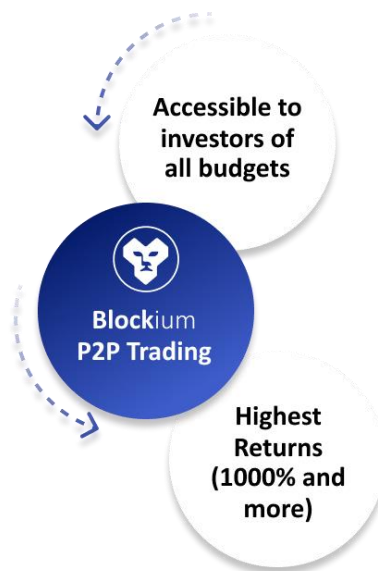 Accessible to
investors of
all budgets
Blockium
P2P Trading
Highest
Returns
(1000% and
more)